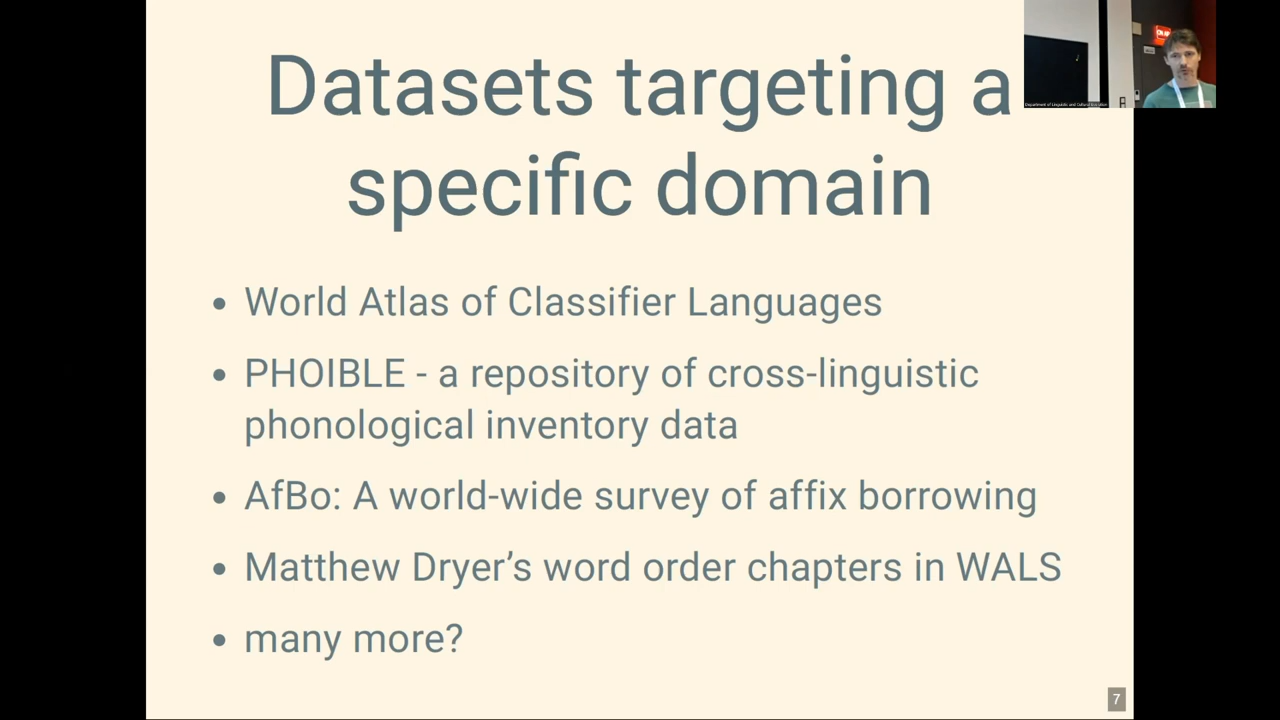 Datasets targeting a
specific domain
• World Atlas of Classifier Languages
• PHOIBLE - a repository of cross-linguistic
phonological inventory data
• AfBo: A world-wide survey of affix borrowing
• Matthew Dryer’s word order chapters in WALS
• many more?
7